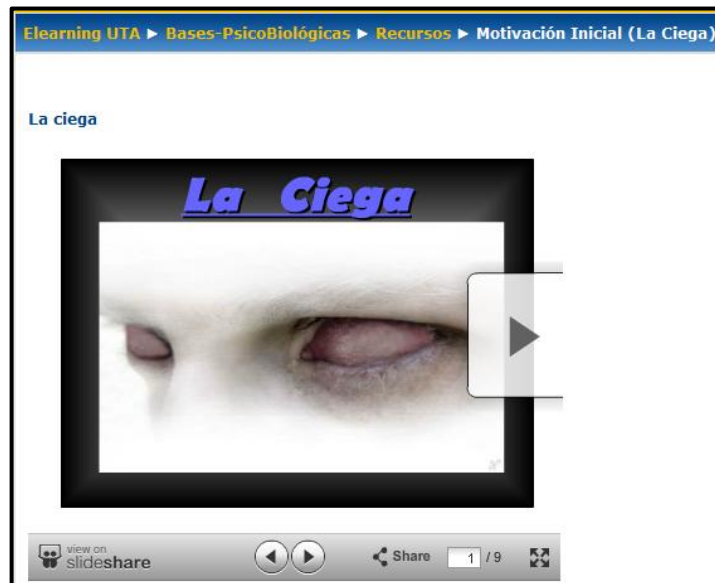 Elearning UTA ► Bases-PsicoBiológicas ► Recursos ► Motivación Inicial (La Ciega)
La ciega
La Ciega
view on
slideshare
Share 1 / 9